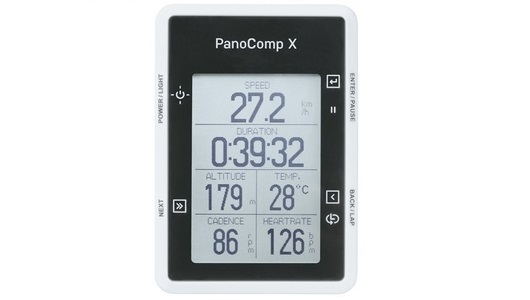 PanoComp X
SPEED
27.2 Km/h
DURATION
0:39:32
ALTITUDE TEMP.
179 m 28 °C
CADENCE HEARTRATE
86 rpm 126 bpm
POWER / LIGHT
NEXT
ENTER / PAUSE
BACK / LAP